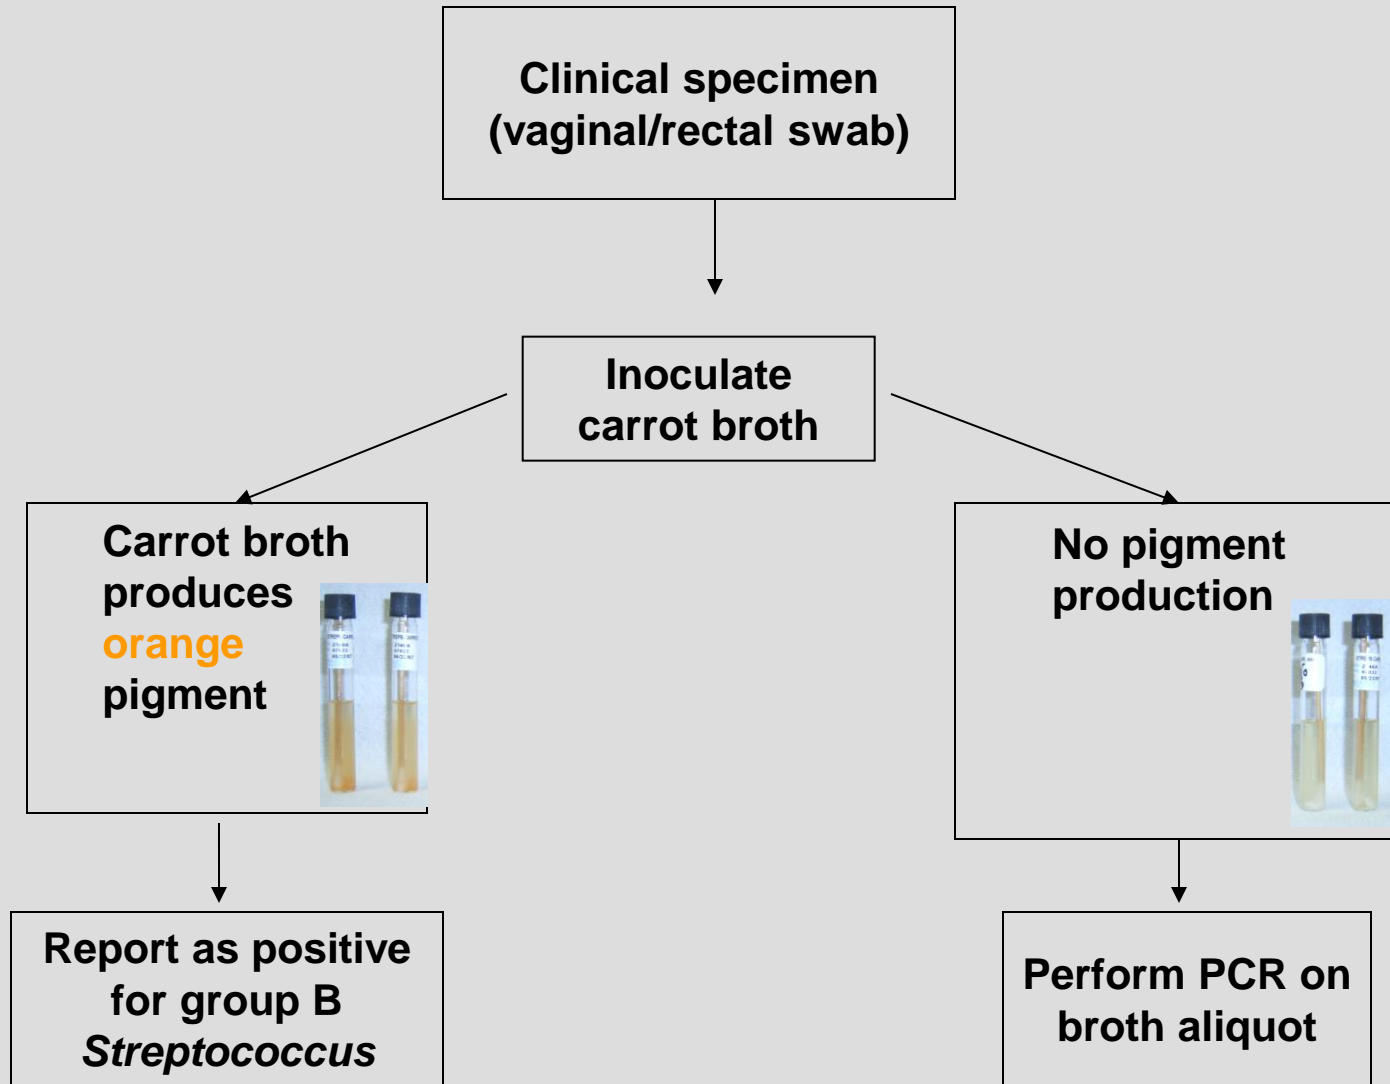 Clinical specimen
(vaginal/rectal swab)
Inoculate
carrot broth
Carrot broth
produces
orange
pigment
No pigment
production
Report as positive
for group B
Streptococcus
Perform PCR on
broth aliquot